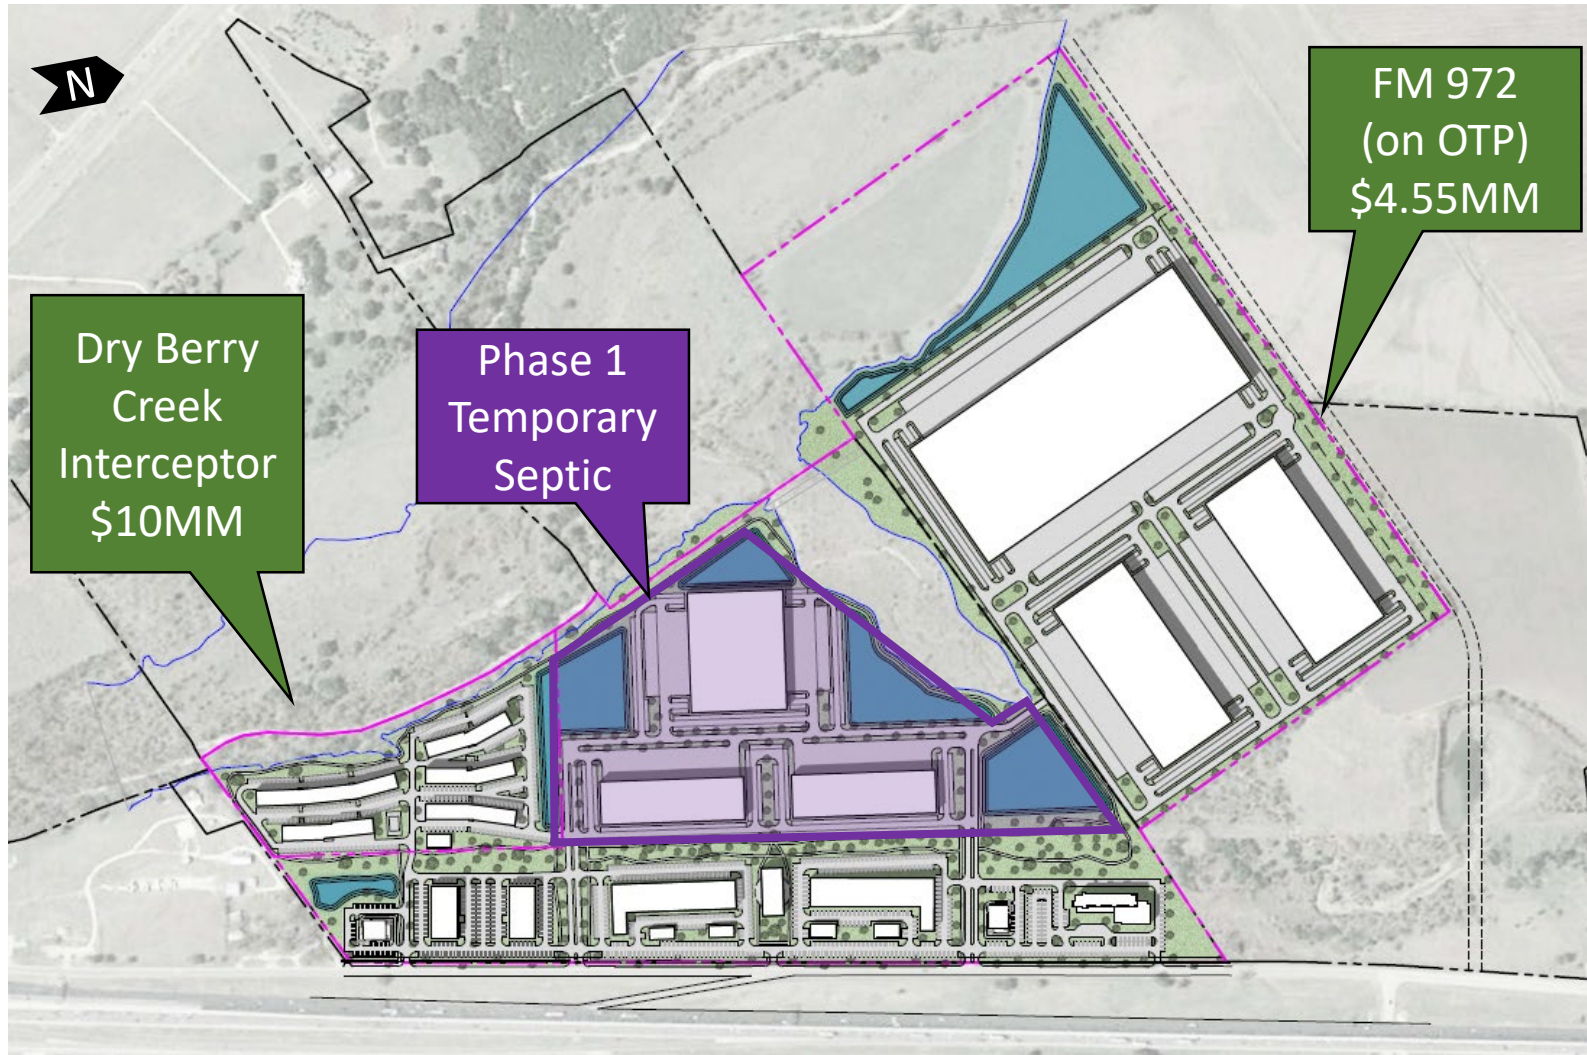 N
FM 972
(on OTP)
$4.55MM
Dry Berry
Creek
Interceptor
$10MM
Phase 1
Temporary
Septic